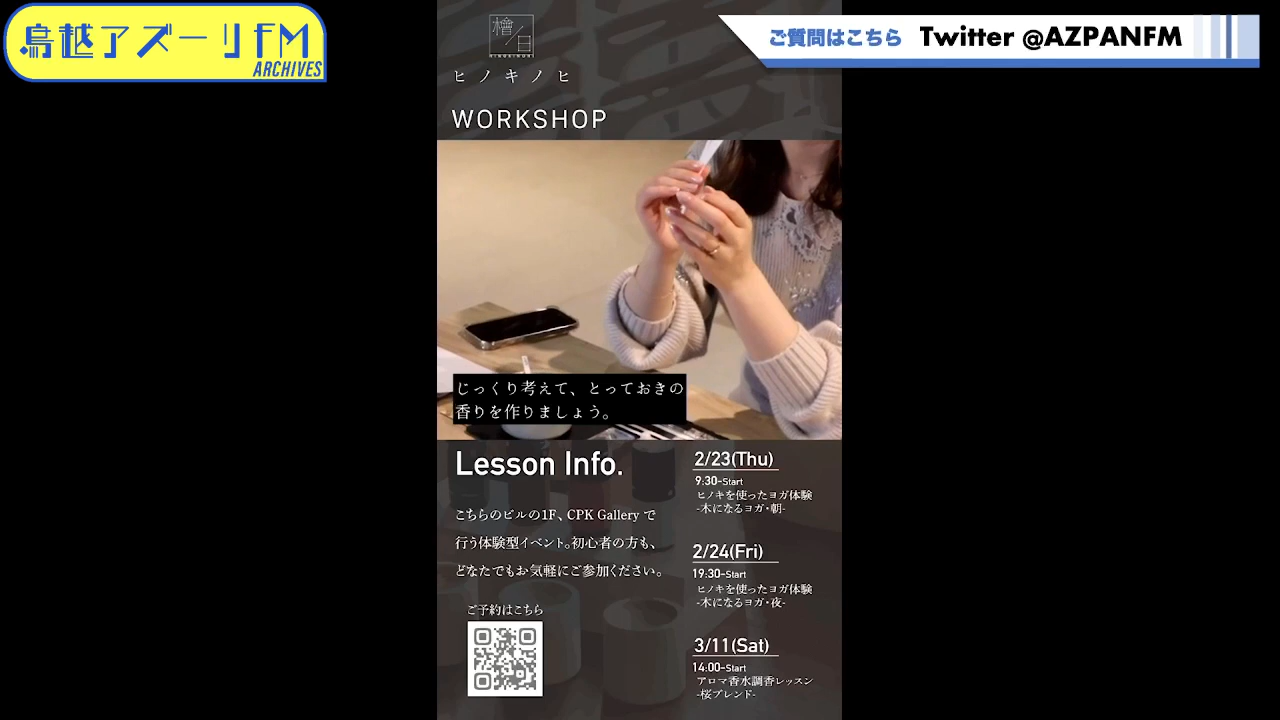 鳥越アズーリFM
ARCHIVES
ご質問はこちら Twitter @AZPANFM
檜ノ日
HINOKINOHI
ヒノキノヒ
WORKSHOP
じっくり考えて、とっておきの
香りを作りましょう。
Lesson Info.
こちらのビルの1F、CPK Gallery で
行う体験型イベント。初心者の方も、
どなたでもお気軽にご参加ください。
ご予約はこちら
2/23(Thu)
9:30-Start
ヒノキを使ったヨガ体験
-木になるヨガ・朝-
2/24(Fri)
19:30-Start
ヒノキを使ったヨガ体験
-木になるヨガ・夜-
3/11(Sat)
14:00-Start
アロマ香水調香レッスン
-桜ブレンド-